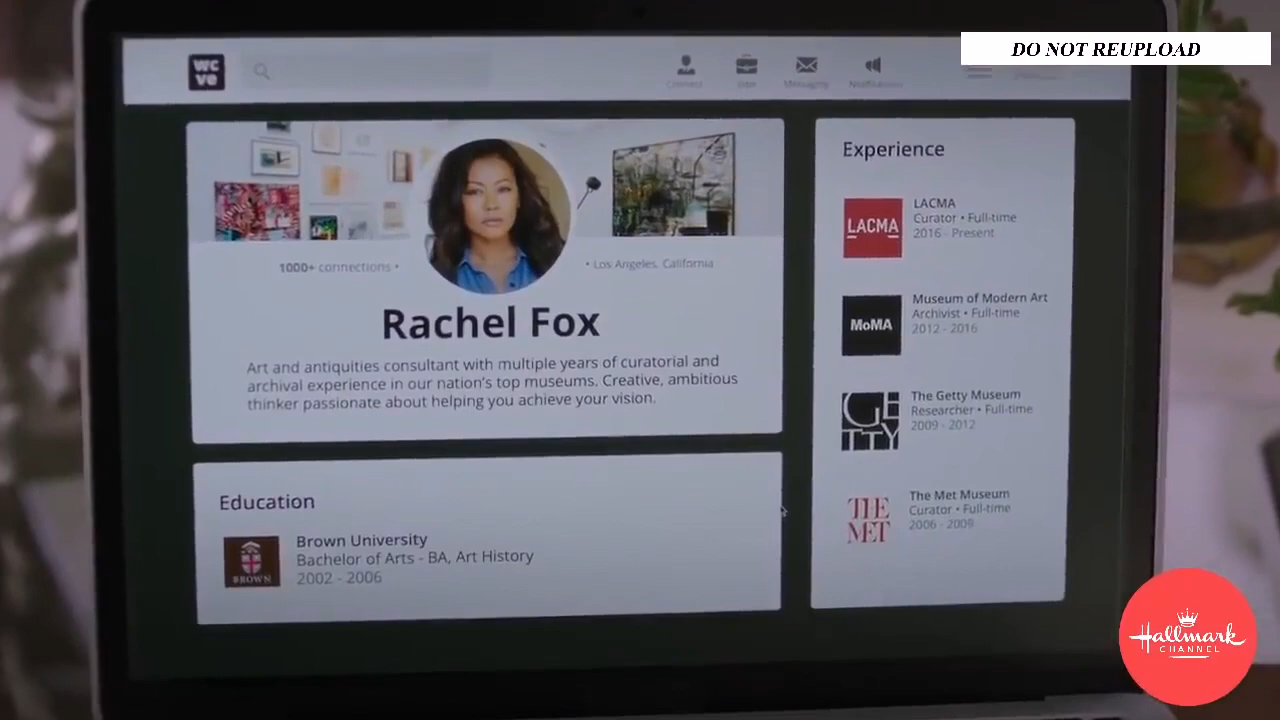 DO NOT REUPLOAD
wc
ve
Connect
Jobs
Messaging
Notifications
1000+ connections •
• Los Angeles, California
Rachel Fox
Art and antiquities consultant with multiple years of curatorial and
archival experience in our nation's top museums. Creative, ambitious
thinker passionate about helping you achieve your vision.
Education
BROWN
Brown University
Bachelor of Arts - BA, Art History
2002 - 2006
Experience
LACMA
LACMA
Curator • Full-time
2016 - Present
MoMA
Museum of Modern Art
Archivist • Full-time
2012 - 2016
GE
TTY
The Getty Museum
Researcher • Full-time
2009 - 2012
THE
MET
The Met Museum
Curator • Full-time
2006 - 2009
Hallmark
CHANNEL